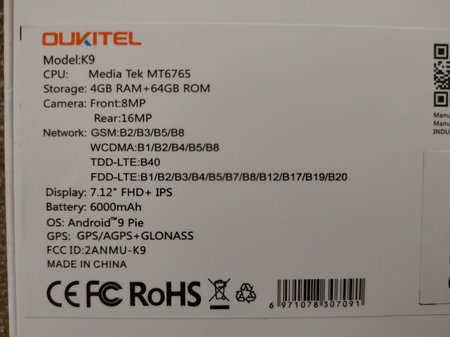 OUKITEL
Model:K9
CPU: Media Tek MT6765
Storage: 4GB RAM+64GB ROM
Camera: Front:8MP
Rear:16MP
Network: GSM:B2/B3/B5/B8
WCDMA:B1/B2/B4/B5/B8
TDD-LTE:B40
FDD-LTE:B1/B2/B3/B4/B5/B7/B8/B12/B17/B19/B20
Display: 7.12" FHD+ IPS
Battery: 6000mAh
OS: Android™9 Pie
GPS: GPS/AGPS+GLONASS
FCC ID:2ANMU-K9
MADE IN CHINA
CE FC RoHS
6 971078 307091
Manu
Manu
INDU